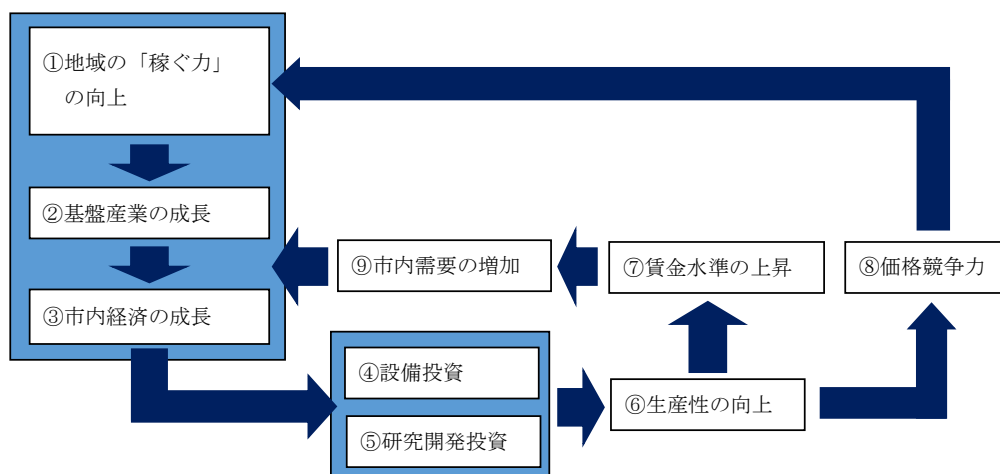 ①地域の「稼ぐ力」
の向上
②基盤産業の成長
③市内経済の成長
④設備投資
⑤研究開発投資
⑥生産性の向上
⑦賃金水準の上昇
⑧価格競争力
⑨市内需要の増加